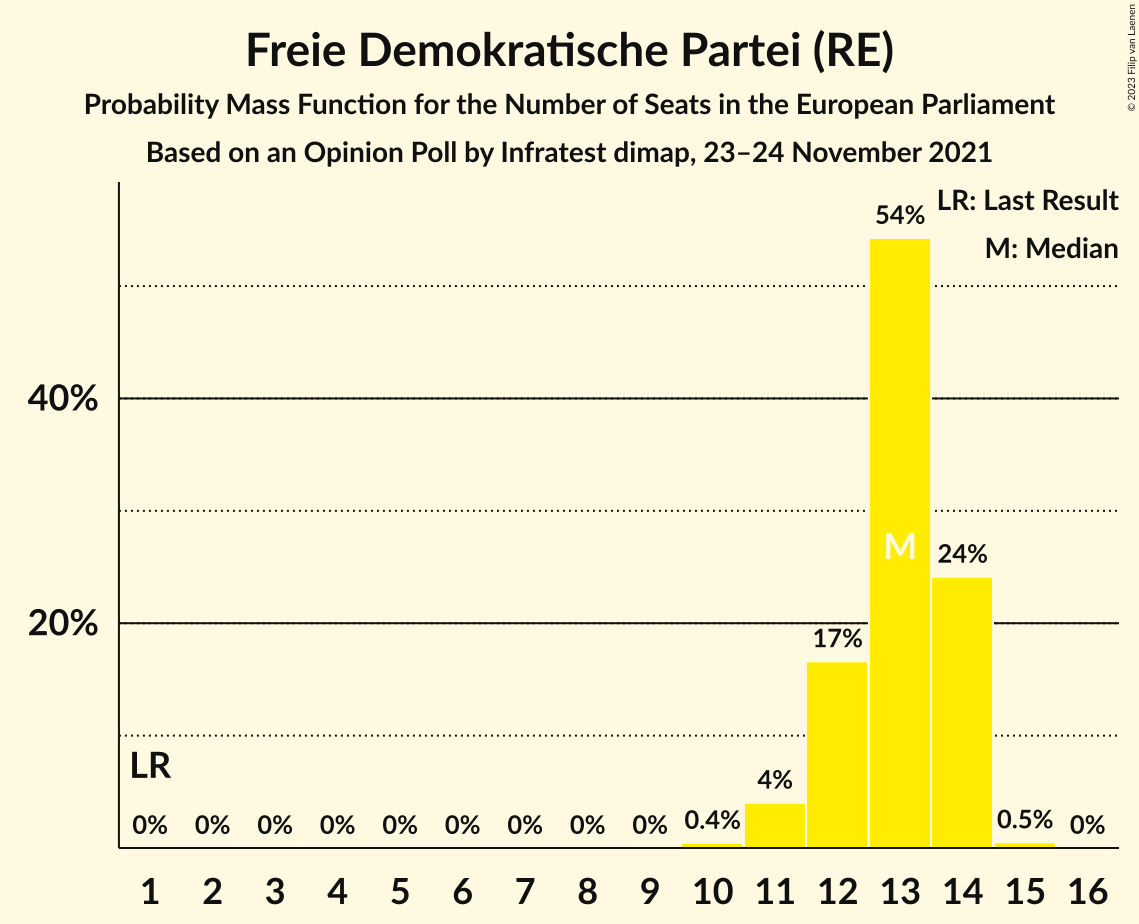 Freie Demokratische Partei (RE)
Probability Mass Function for the Number of Seats in the European Parliament
Based on an Opinion Poll by Infratest dimap, 23–24 November 2021
© 2023 Filip van Laenen
LR: Last Result
M: Median
54%
40%
M
24%
20%
17%
LR
4%
0% 0% 0% 0% 0% 0% 0% 0% 0% 0.4% 0.5% 0%
1 2 3 4 5 6 7 8 9 10 11 12 13 14 15 16